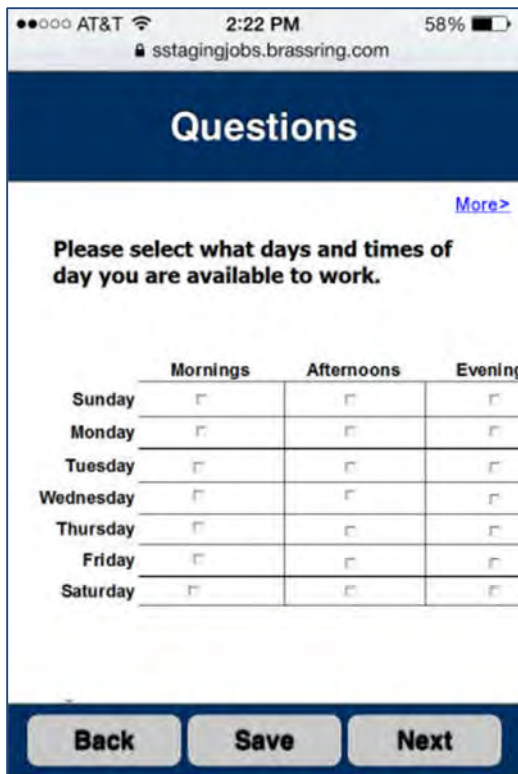 AT&T 2:22 PM 58%
sstagingjobs.brassring.com
Questions
More>
Please select what days and times of
day you are available to work.
Mornings Afternoons Evening
Sunday
Monday
Tuesday
Wednesday
Thursday
Friday
Saturday
Back Save Next